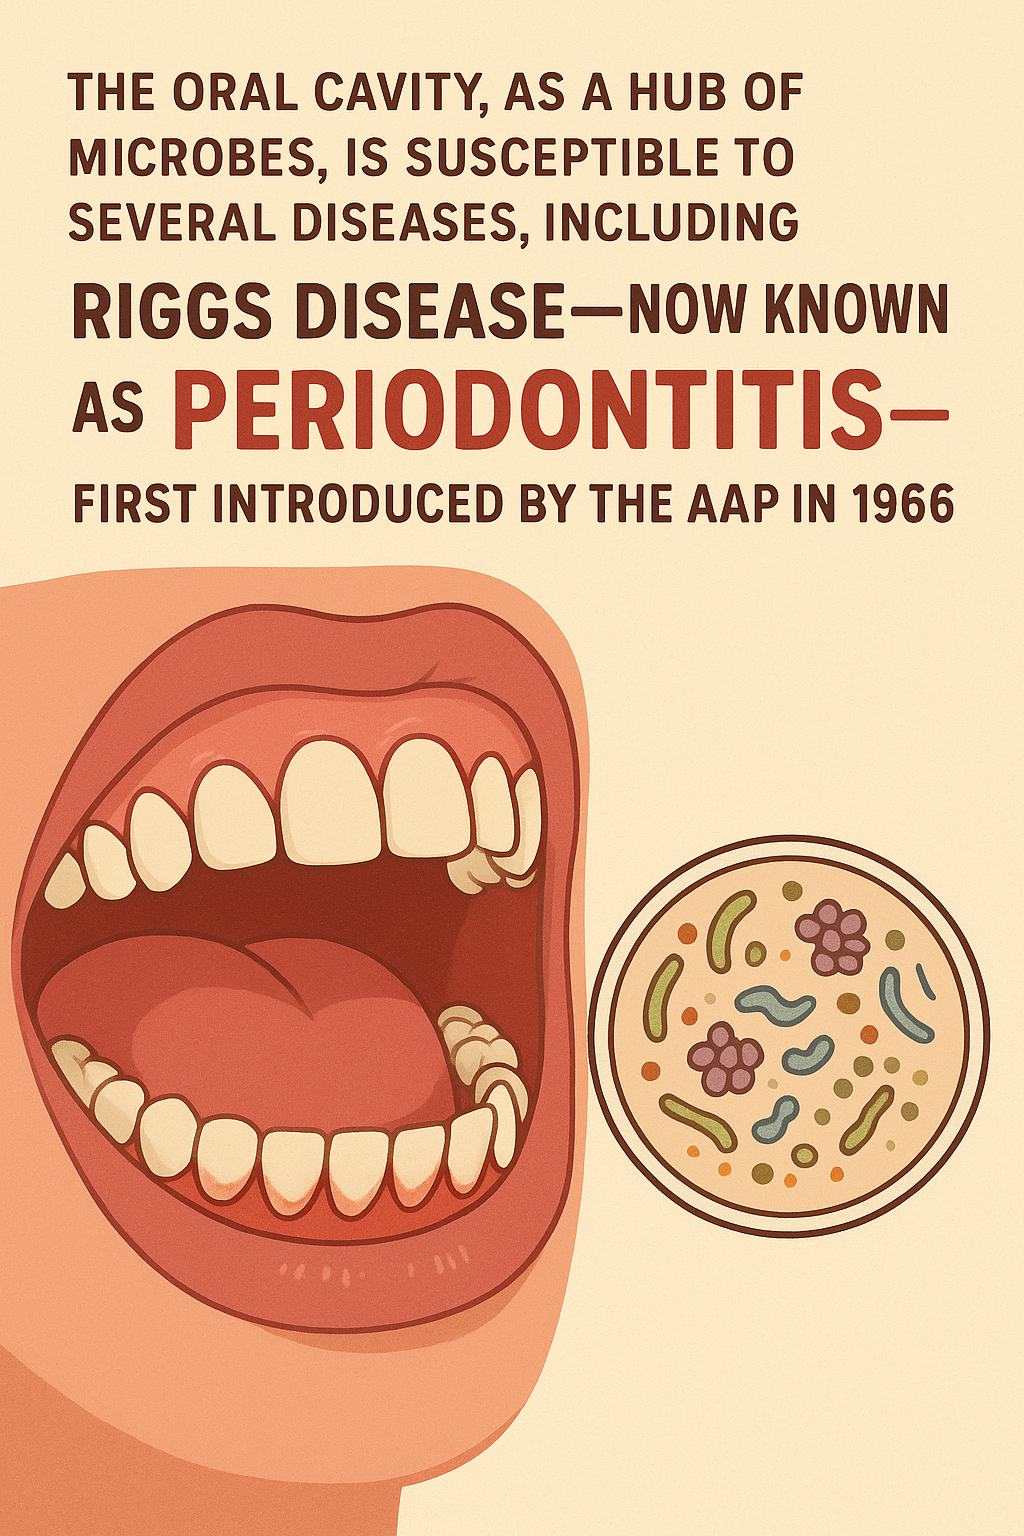 THE ORAL CAVITY, AS A HUB OF
MICROBES, IS SUSCEPTIBLE TO
SEVERAL DISEASES, INCLUDING
RIGGS DISEASE—NOW KNOWN
AS PERIODONTITIS—
FIRST INTRODUCED BY THE AAP IN 1966